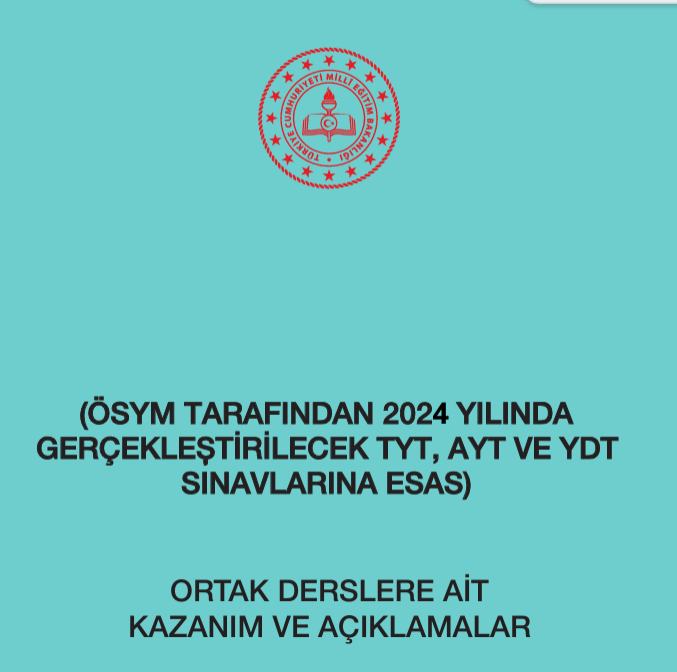 TÜRKİYE CUMHURİYETİ MİLLÎ EĞİTİM BAKANLIĞI
(ÖSYM TARAFINDAN 2024 YILINDA
GERÇEKLEŞTİRİLECEK TYT, AYT VE YDT
SINAVLARINA ESAS)
ORTAK DERSLERE AİT
KAZANIM VE AÇIKLAMALAR